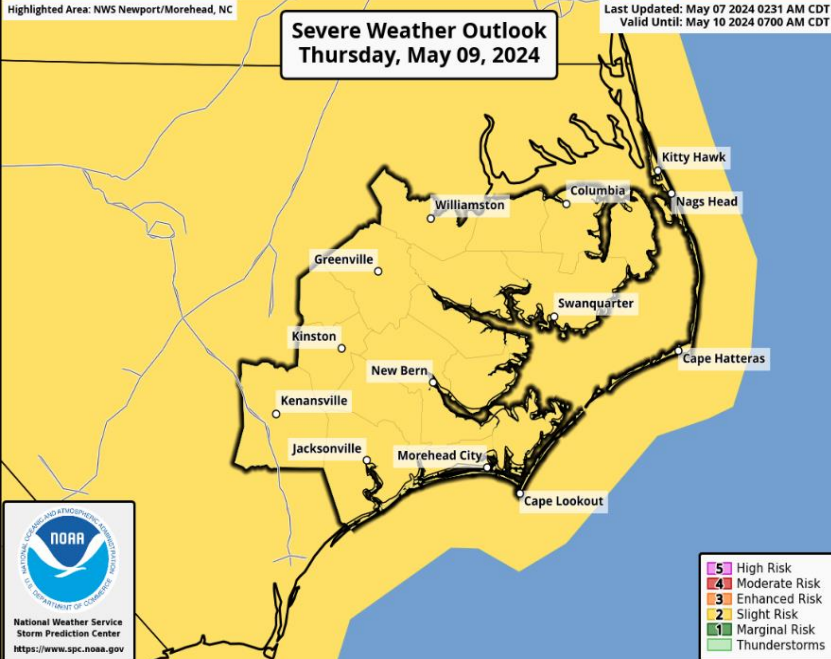 Highlighted Area: NWS Newport/Morehead, NC
Last Updated: May 07 2024 0231 AM CDT
Valid Until: May 10 2024 0700 AM CDT
Severe Weather Outlook
Thursday, May 09, 2024
Kitty Hawk
Columbia
Nags Head
Williamston
Greenville
Swanquarter
Kinston
Cape Hatteras
New Bern
Kenansville
Jacksonville
Morehead City
Cape Lookout
NATIONAL OCEANIC AND ATMOSPHERIC ADMINISTRATION
NOAA
U.S. DEPARTMENT OF COMMERCE
National Weather Service
Storm Prediction Center
https://www.spc.noaa.gov
5 High Risk
4 Moderate Risk
3 Enhanced Risk
2 Slight Risk
1 Marginal Risk
Thunderstorms